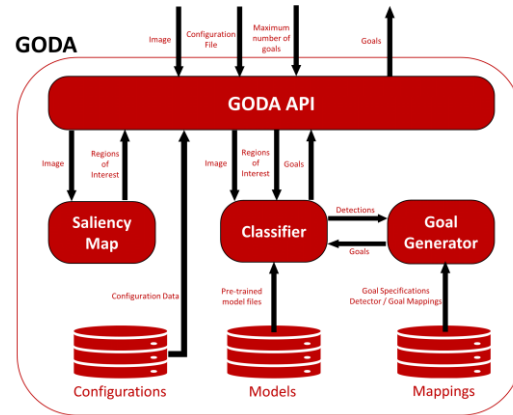 GODA
Image
Configuration
File
Maximum
number of
goals
Goals
GODA API
Image
Regions
of
Interest
Image
Regions
of
Interest
Goals
Saliency
Map
Classifier
Detections
Goals
Goal
Generator
Configuration Data
Pre-trained
model files
Goal Specifications
Detector / Goal Mappings
Configurations
Models
Mappings